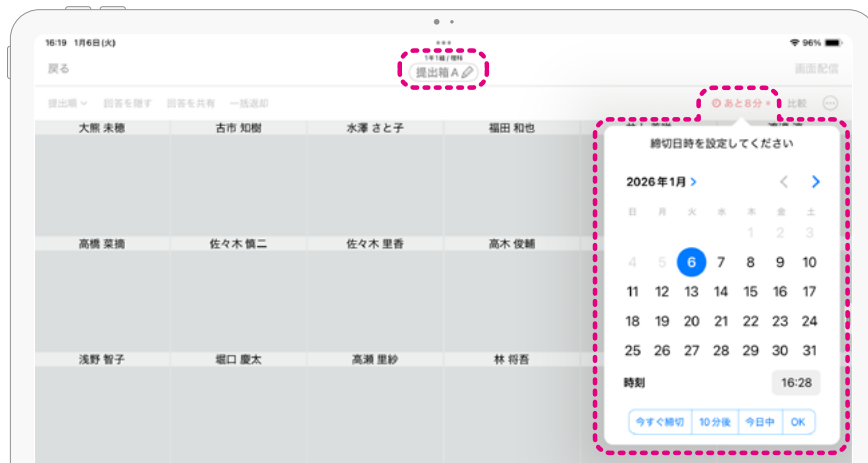 16:19 1月6日(火)
96%
1年1組 / 理科
戻る
提出箱A
画面配信
提出順 回答を隠す 回答を共有 一括返却
あと8分 比較
大熊 未穂 古市 知樹 水澤 さと子 福田 和也
締切日時を設定してください
2026年1月
日 月 火 水 木 金 土
1 2 3
高橋 菜摘 佐々木 慎二 佐々木 里香 高木 俊輔
4 5 6 7 8 9 10
11 12 13 14 15 16 17
18 19 20 21 22 23 24
25 26 27 28 29 30 31
浅野 智子 堀口 慶太 高瀬 里紗 林 将吾
時刻 16:28
今すぐ締切 10分後 今日中 OK